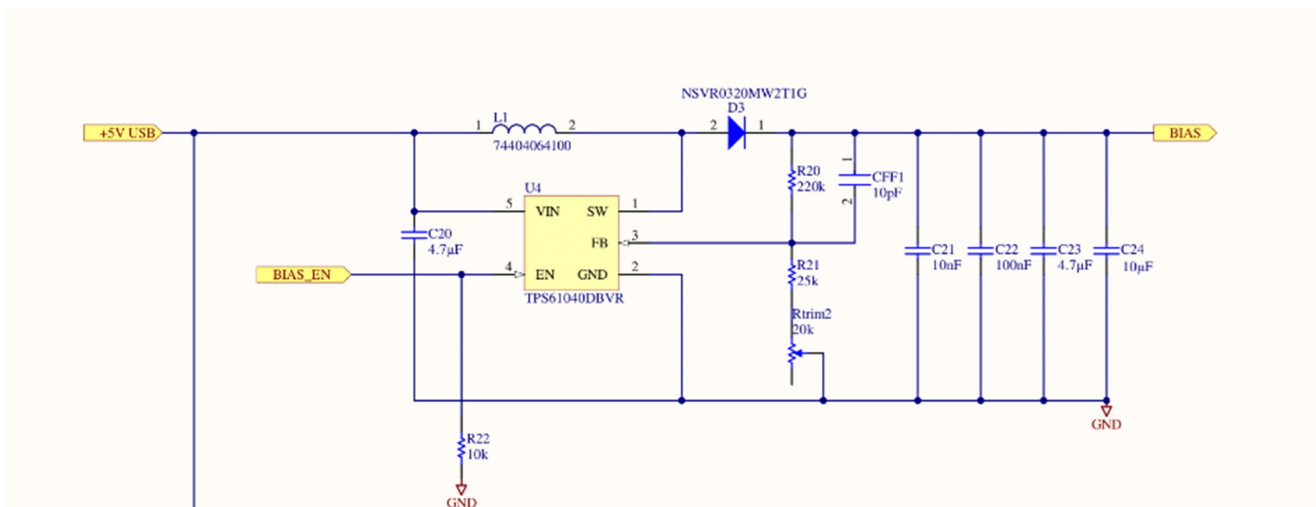 NSVR0320MW2T1G
D3
+5V USB
1
L1
2
74404064100
2
1
BIAS
R20
220k
1
CFF1
10pF
2
U4
5
VIN
SW
1
FB
3
C20
4.7µF
BIAS_EN
4
EN
GND
2
TPS61040DBVR
R21
25k
C21
10nF
C22
100nF
C23
4.7µF
C24
10µF
Rtrim2
20k
GND
R22
10k
GND